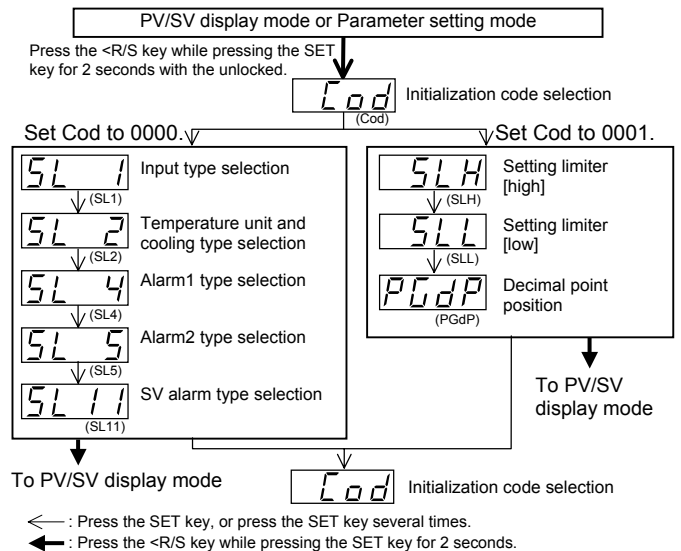 PV/SV display mode or Parameter setting mode
Press the <R/S key while pressing the SET
key for 2 seconds with the unlocked.
Cod
Initialization code selection
(Cod)
Set Cod to 0000.
Set Cod to 0001.
SL 1
Input type selection
(SL1)
SL 2
Temperature unit and
cooling type selection
(SL2)
SL 4
Alarm1 type selection
(SL4)
SL 5
Alarm2 type selection
(SL5)
SL 11
SV alarm type selection
(SL11)
SLH
Setting limiter
[high]
(SLH)
SLL
Setting limiter
[low]
(SLL)
PGdP
Decimal point
position
(PGdP)
To PV/SV
display mode
To PV/SV display mode
Cod
Initialization code selection
: Press the SET key, or press the SET key several times.
: Press the <R/S key while pressing the SET key for 2 seconds.